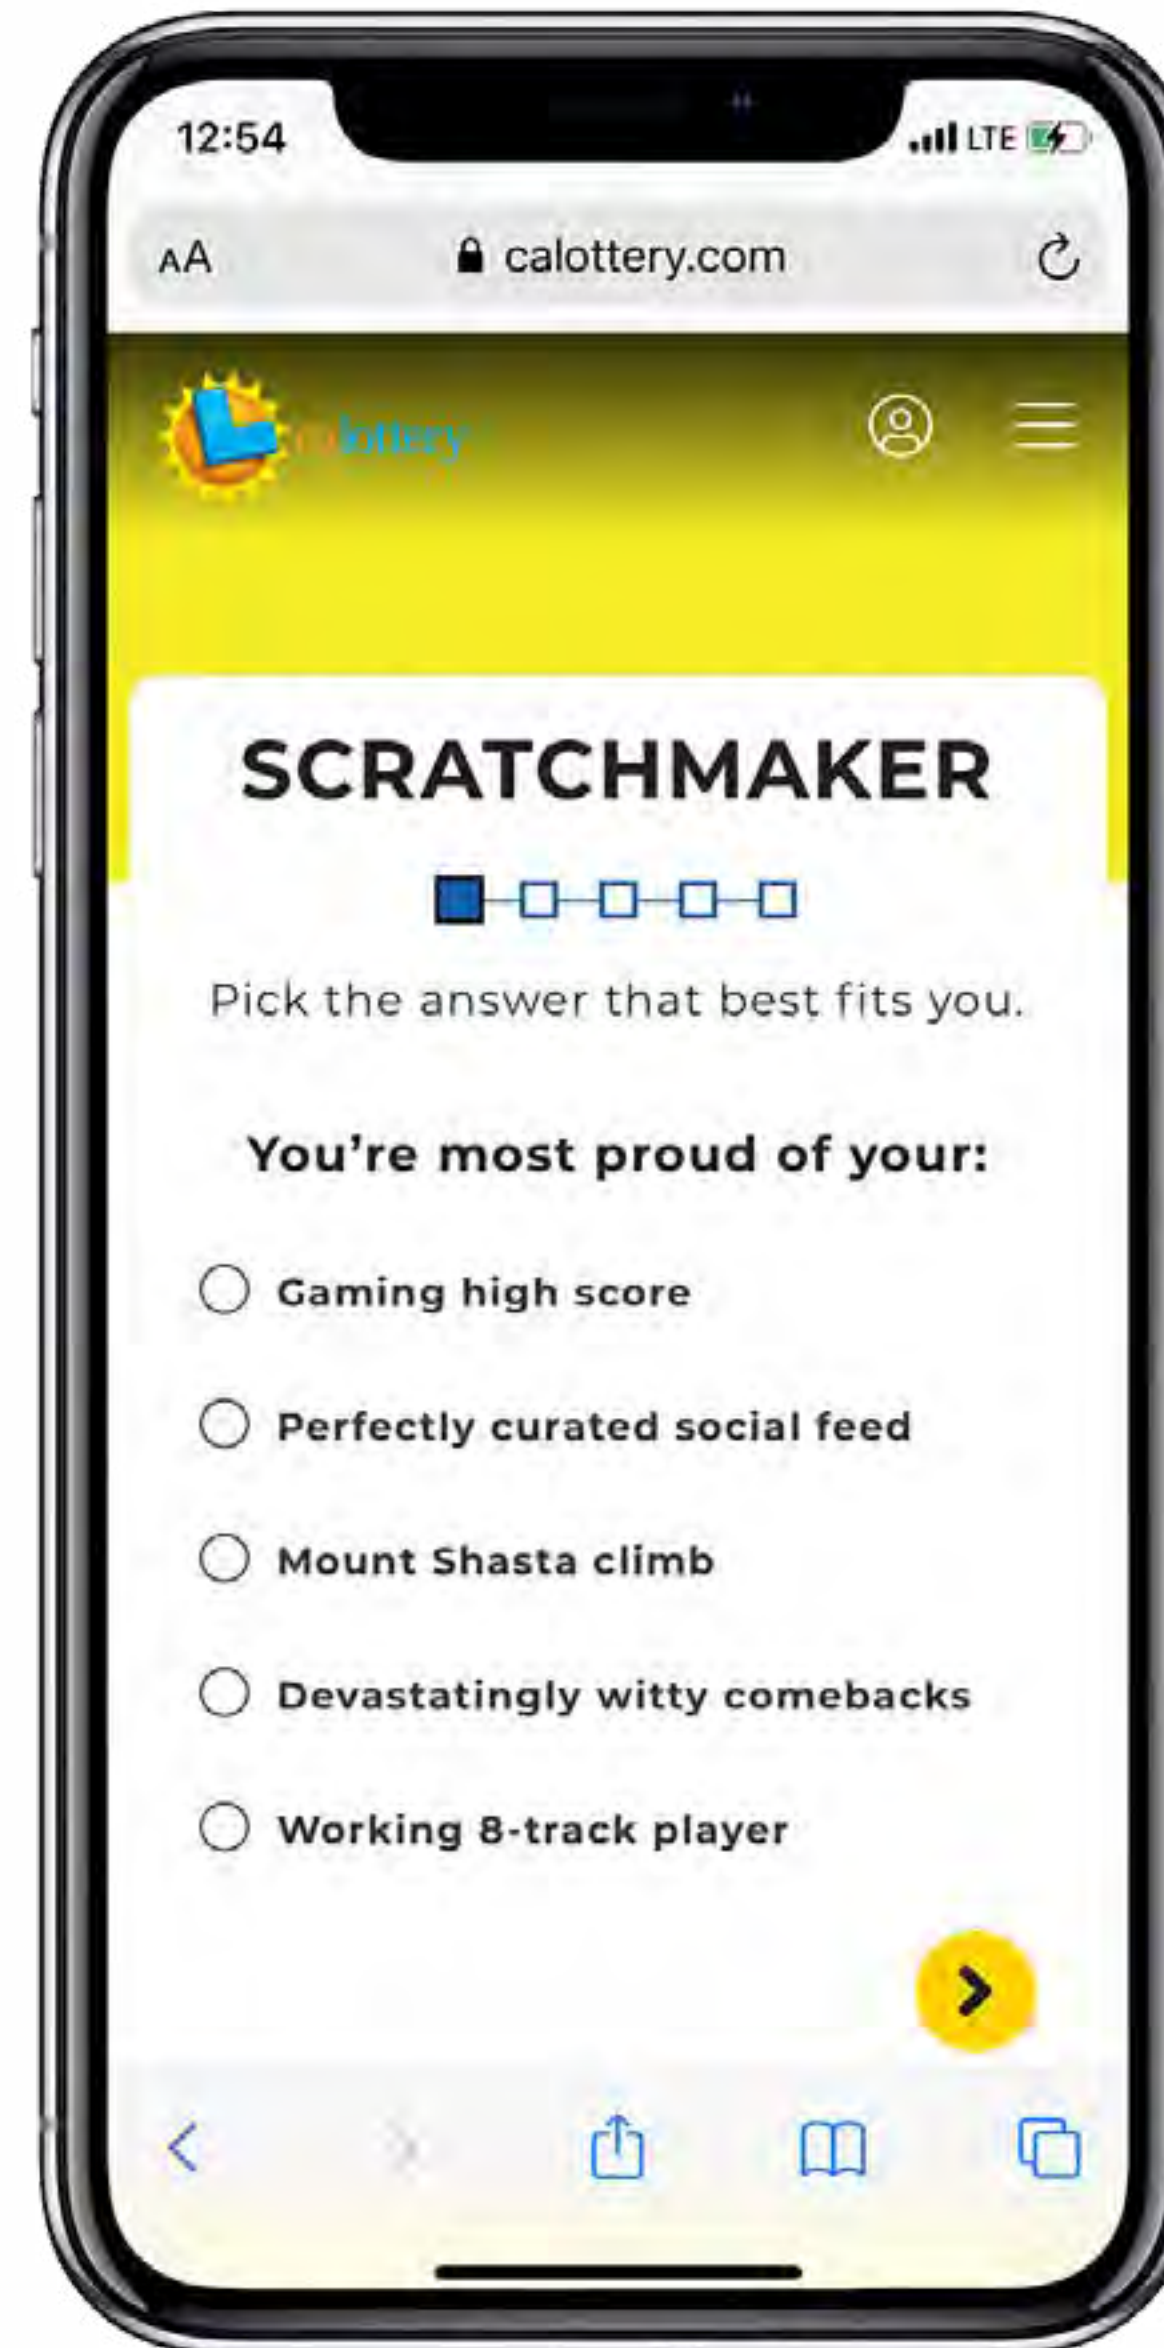 12:54
LTE
AA calottery.com
calottery
SCRATCHMAKER
Pick the answer that best fits you.
You're most proud of your:
Gaming high score
Perfectly curated social feed
Mount Shasta climb
Devastatingly witty comebacks
Working 8-track player